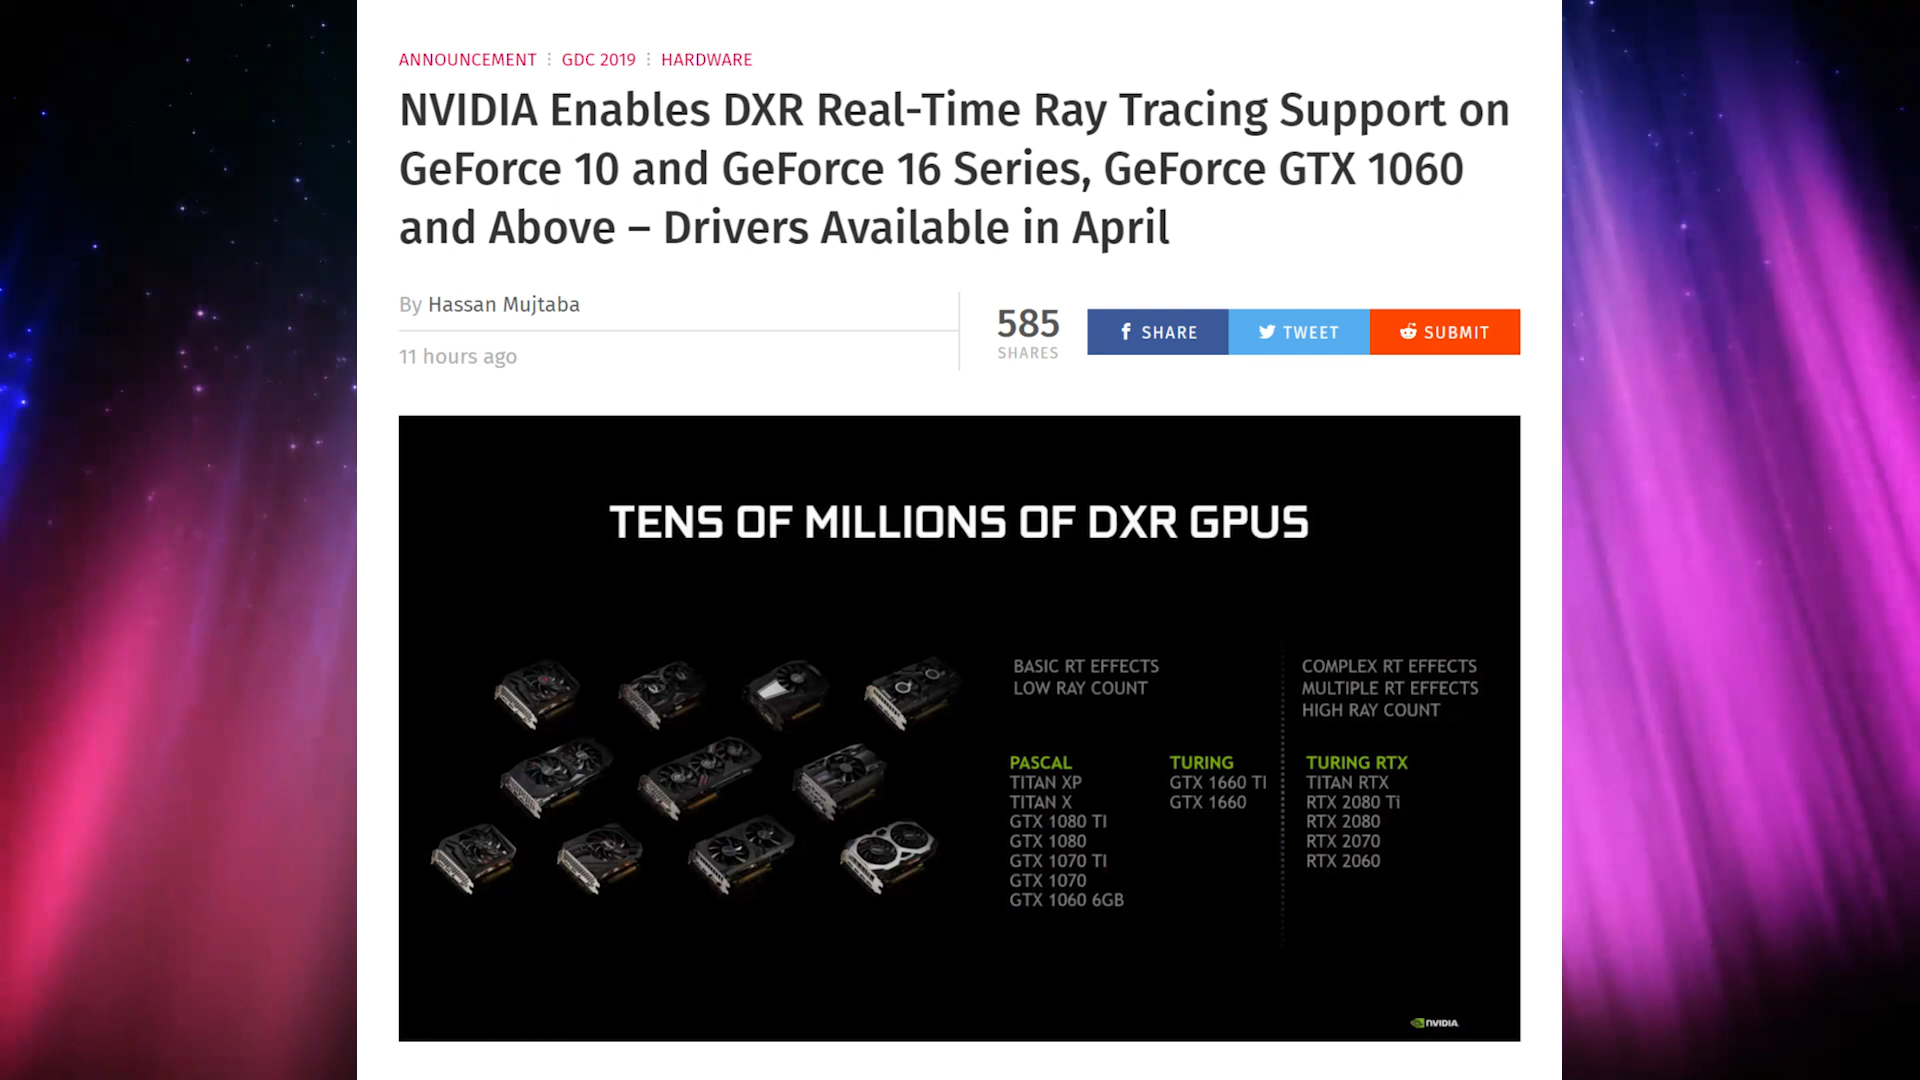 ANNOUNCEMENT ⋮ GDC 2019 ⋮ HARDWARE
NVIDIA Enables DXR Real-Time Ray Tracing Support on
GeForce 10 and GeForce 16 Series, GeForce GTX 1060
and Above – Drivers Available in April
By Hassan Mujtaba
11 hours ago
585
SHARES
SHARE
TWEET
SUBMIT
TENS OF MILLIONS OF DXR GPUS
BASIC RT EFFECTS
LOW RAY COUNT
COMPLEX RT EFFECTS
MULTIPLE RT EFFECTS
HIGH RAY COUNT
PASCAL
TITAN XP
TITAN X
GTX 1080 TI
GTX 1080
GTX 1070 TI
GTX 1070
GTX 1060 6GB
TURING
GTX 1660 TI
GTX 1660
TURING RTX
TITAN RTX
RTX 2080 Ti
RTX 2080
RTX 2070
RTX 2060
NVIDIA